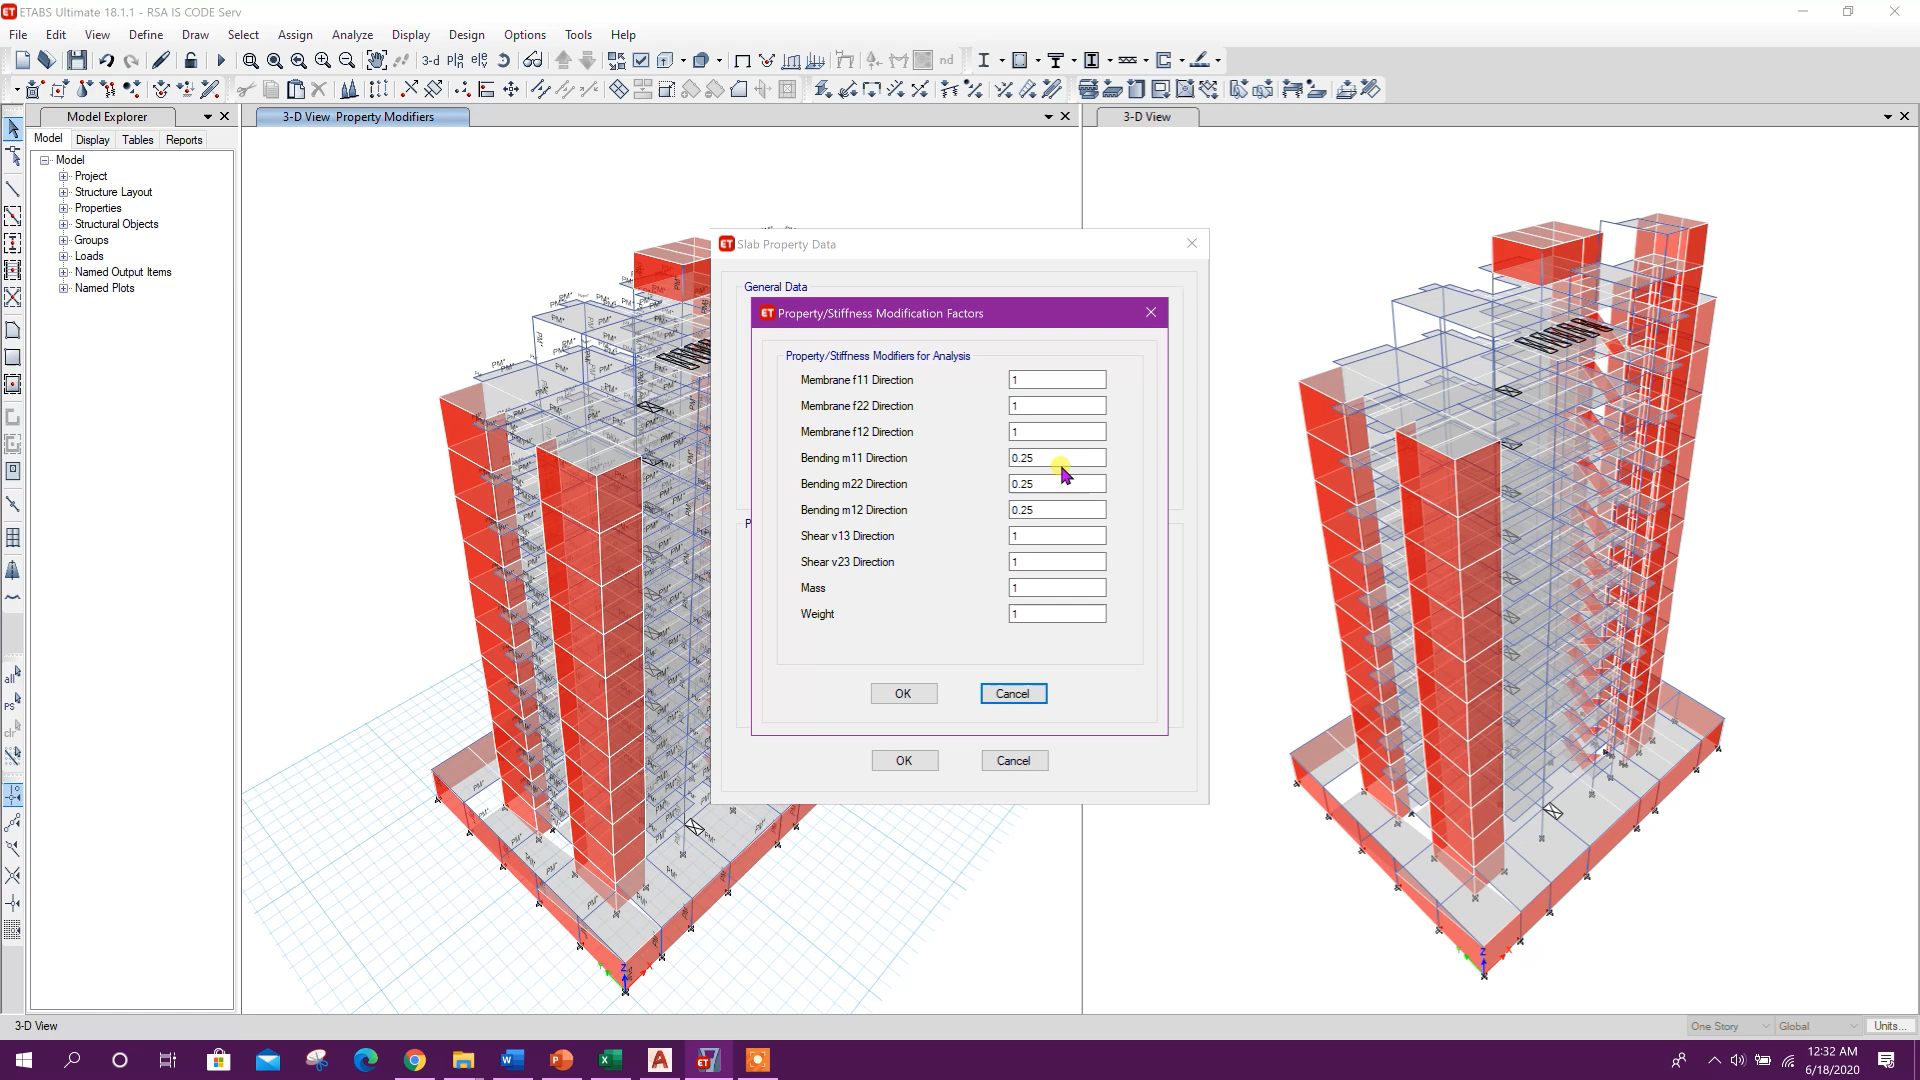 ETABS Ultimate 18.1.1 - RSA IS CODE Serv
File Edit View Define Draw Select Assign Analyze Display Design Options Tools Help
3-d
nd
Model Explorer
3-D View Property Modifiers
3-D View
Model Display Tables Reports
Model
Project
Structure Layout
Properties
Structural Objects
Groups
Loads
Named Output Items
Named Plots
Slab Property Data
General Data
Property/Stiffness Modification Factors
Property/Stiffness Modifiers for Analysis
Membrane f11 Direction 1
Membrane f22 Direction 1
Membrane f12 Direction 1
Bending m11 Direction 0.25
Bending m22 Direction 0.25
Bending m12 Direction 0.25
Shear v13 Direction 1
Shear v23 Direction 1
Mass 1
Weight 1
OK Cancel
OK Cancel
all
PS
clr
3-D View
One Story Global Units...
12:32 AM
6/18/2020